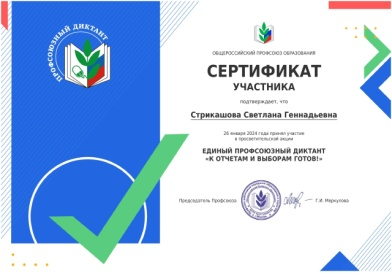 ПРОФСОЮЗНЫЙ ДИКТАНТ
ОБЩЕРОССИЙСКИЙ ПРОФСОЮЗ ОБРАЗОВАНИЯ
СЕРТИФИКАТ
УЧАСТНИКА
подтверждает, что
Стрикашова Светлана Геннадьевна
26 января 2024 года принял участие
в просветительской акции
ЕДИНЫЙ ПРОФСОЮЗНЫЙ ДИКТАНТ
«К ОТЧЕТАМ И ВЫБОРАМ ГОТОВ!»
Председатель Профсоюза
Г.И. Меркулова